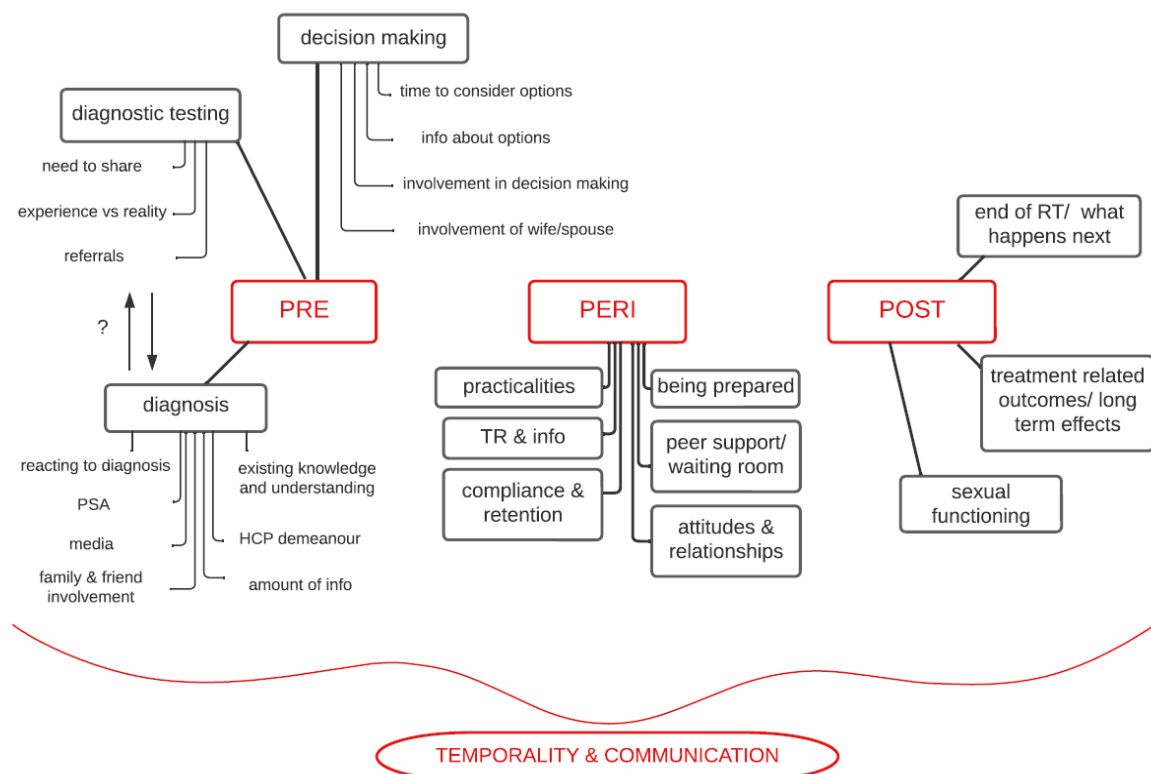 decision making
time to consider options
info about options
involvement in decision making
involvement of wife/spouse
diagnostic testing
need to share
experience vs reality
referrals
?
PRE
diagnosis
reacting to diagnosis
PSA
media
family & friend
involvement
existing knowledge
and understanding
HCP demeanour
amount of info
PERI
practicalities
TR & info
compliance &
retention
being prepared
peer support/
waiting room
attitudes &
relationships
POST
end of RT/ what
happens next
treatment related
outcomes/ long
term effects
sexual
functioning
TEMPORALITY & COMMUNICATION